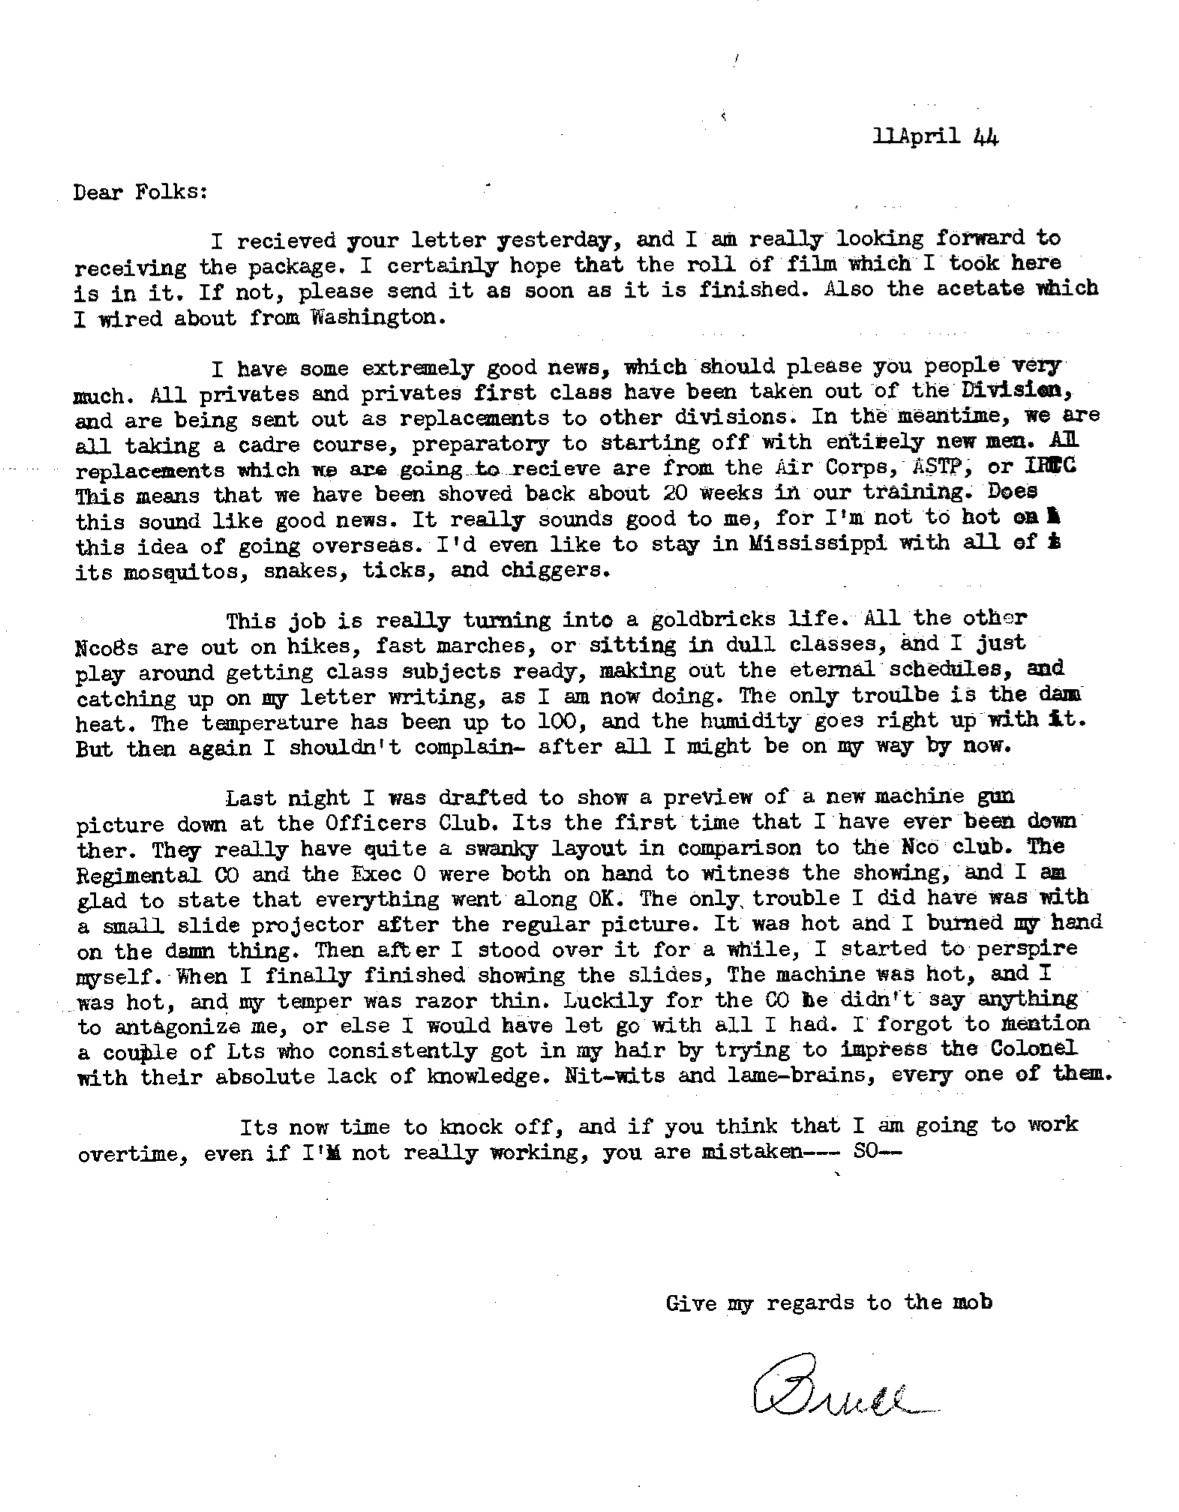 11April 44
Dear Folks:
I recieved your letter yesterday, and I am really looking forward to
receiving the package. I certainly hope that the roll of film which I took here
is in it. If not, please send it as soon as it is finished. Also the acetate which
I wired about from Washington.
I have some extremely good news, which should please you people very
much. All privates and privates first class have been taken out of the Division,
and are being sent out as replacements to other divisions. In the meantime, we are
all taking a cadre course, preparatory to starting off with entirely new men. All
replacements which we are going to recieve are from the Air Corps, ASTP, or
This means that we have been shoved back about 20 weeks in our training. Does
this sound like good news. It really sounds good to me, for I'm not to hot on
this idea of going overseas. I'd even like to stay in Mississippi with all of
its mosquitos, snakes, ticks, and chiggers.
This job is really turning into a goldbricks life. All the other
Nco8s are out on hikes, fast marches, or sitting in dull classes, and I just
play around getting class subjects ready, making out the eternal schedules, and
catching up on my letter writing, as I am now doing. The only troulbe is the dam
heat. The temperature has been up to 100, and the humidity goes right up with it.
But then again I shouldn't complain- after all I might be on my way by now.
Last night I was drafted to show a preview of a new machine gun
picture down at the Officers Club. Its the first time that I have ever been down
ther. They really have quite a swanky layout in comparison to the Nco club. The
Regimental CO and the Exec O were both on hand to witness the showing, and I am
glad to state that everything went along OK. The only trouble I did have was with
a small slide projector after the regular picture. It was hot and I burned my hand
on the damn thing. Then after I stood over it for a while, I started to perspire
myself. When I finally finished showing the slides, The machine was hot, and I
was hot, and my temper was razor thin. Luckily for the CO he didn't say anything
to antagonize me, or else I would have let go with all I had. I forgot to mention
a couple of Lts who consistently got in my hair by trying to impress the Colonel
with their absolute lack of knowledge. Nit-wits and lame-brains, every one of them.
Its now time to knock off, and if you think that I am going to work
overtime, even if I'M not really working, you are mistaken--- SO--
Give my regards to the mob
Bruce